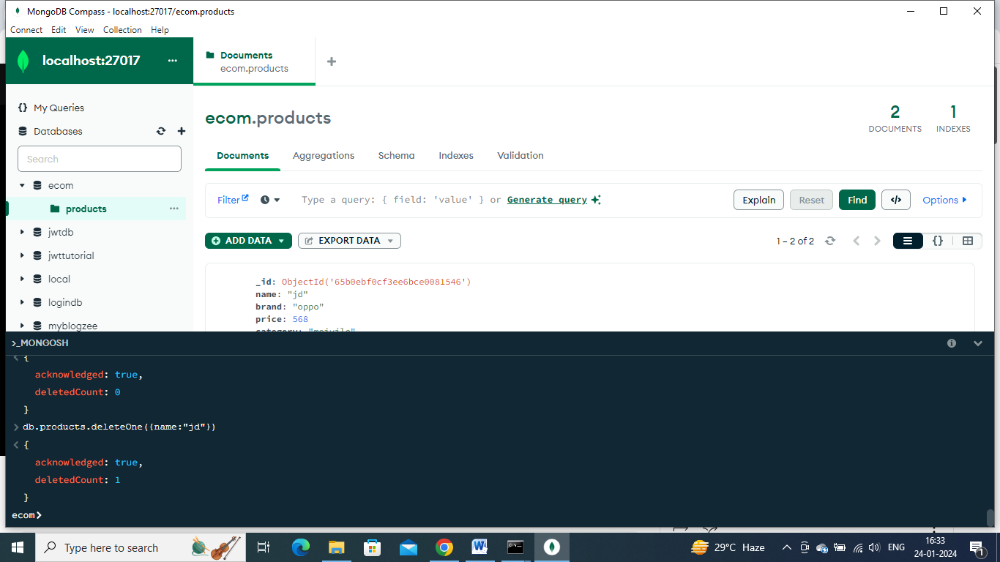 MongoDB Compass - localhost:27017/ecom.products
Connect Edit View Collection Help
localhost:27017
Documents
ecom.products
My Queries
Databases
Search
ecom
products
jwtdb
jwttutorial
local
logindb
myblogzee
ecom.products
2
DOCUMENTS
1
INDEXES
Documents Aggregations Schema Indexes Validation
Filter Type a query: { field: 'value' } or Generate query Explain Reset Find </> Options
ADD DATA EXPORT DATA 1 – 2 of 2 {}
_id: ObjectId('65b0ebf0cf3ee6bce0081546')
name: "jd"
brand: "oppo"
price: 568
category: "moivile"
>_MONGOSH
{
acknowledged: true,
deletedCount: 0
}
db.products.deleteOne({name:"jd"})
{
acknowledged: true,
deletedCount: 1
}
ecom>
Type here to search
29°C Haze
ENG
16:33
24-01-2024
1